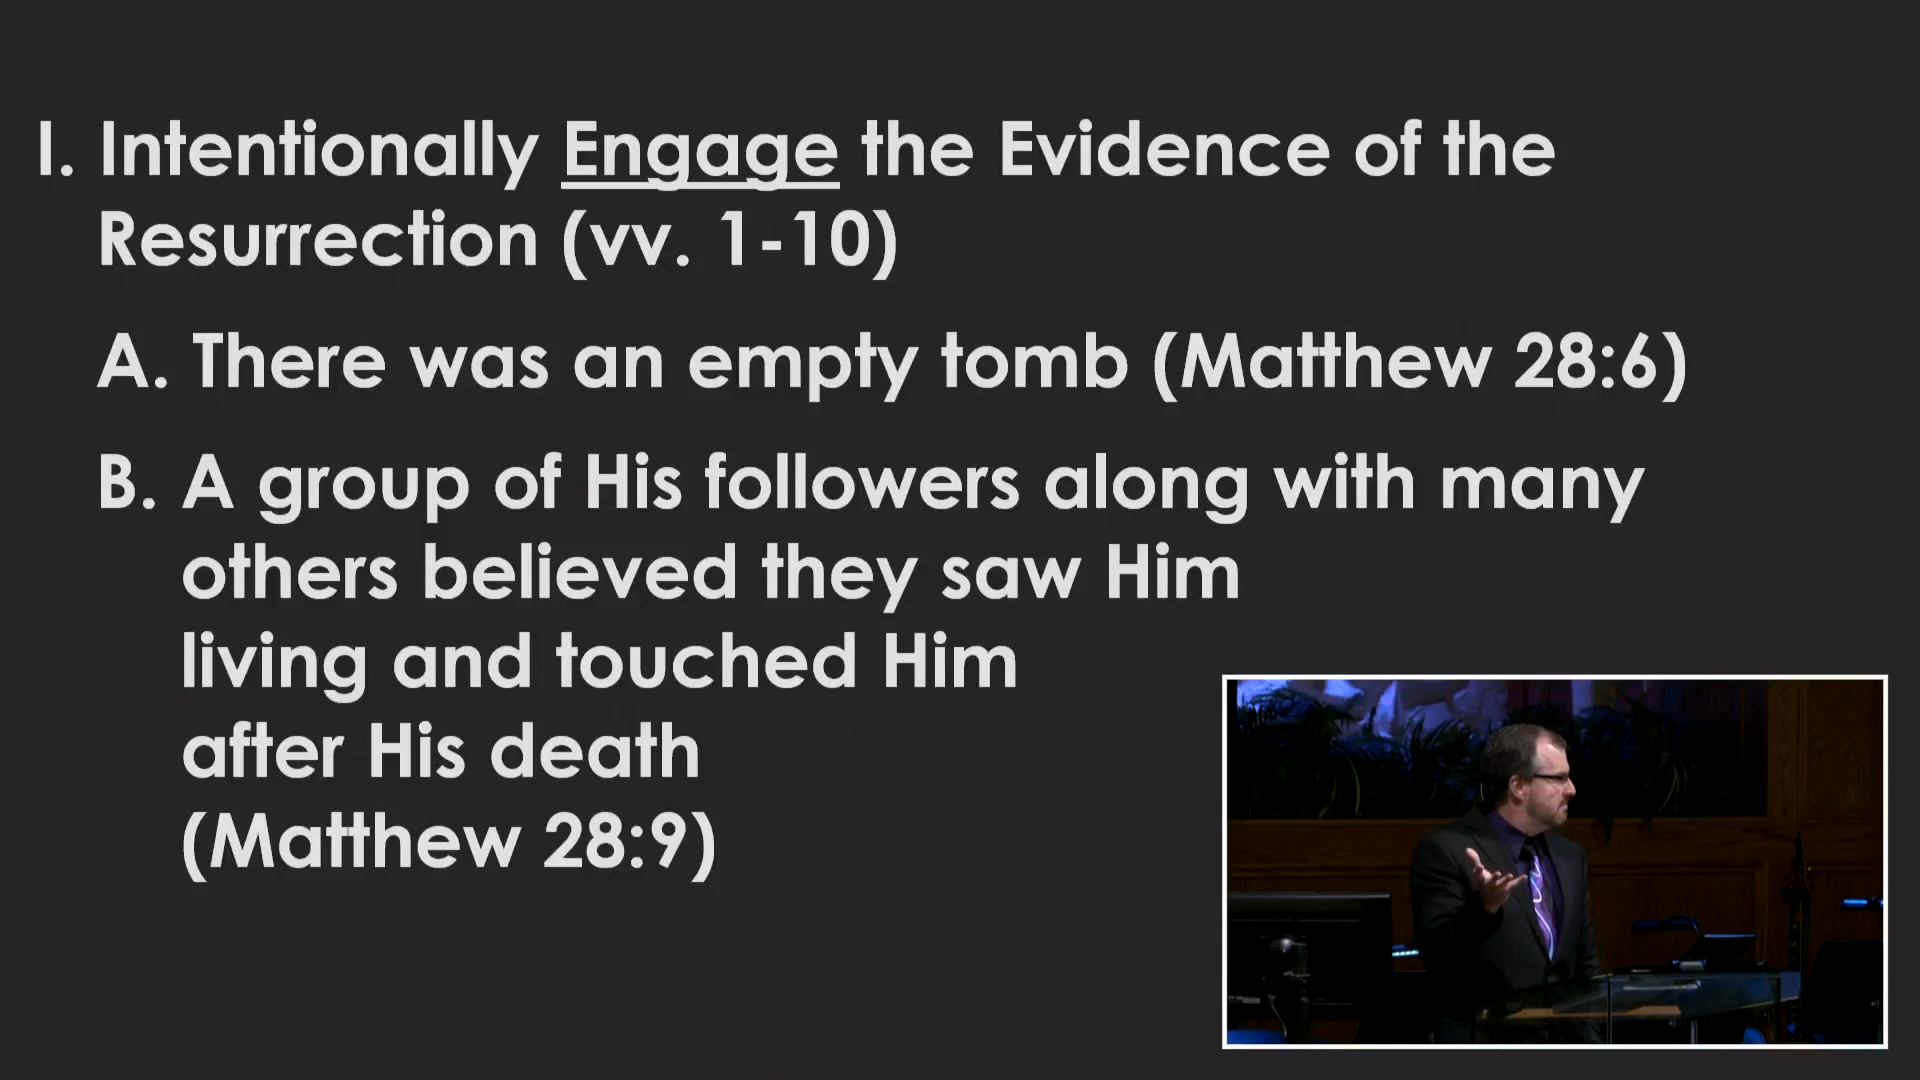 I. Intentionally Engage the Evidence of the
Resurrection (vv. 1-10)
A. There was an empty tomb (Matthew 28:6)
B. A group of His followers along with many
others believed they saw Him
living and touched Him
after His death
(Matthew 28:9)